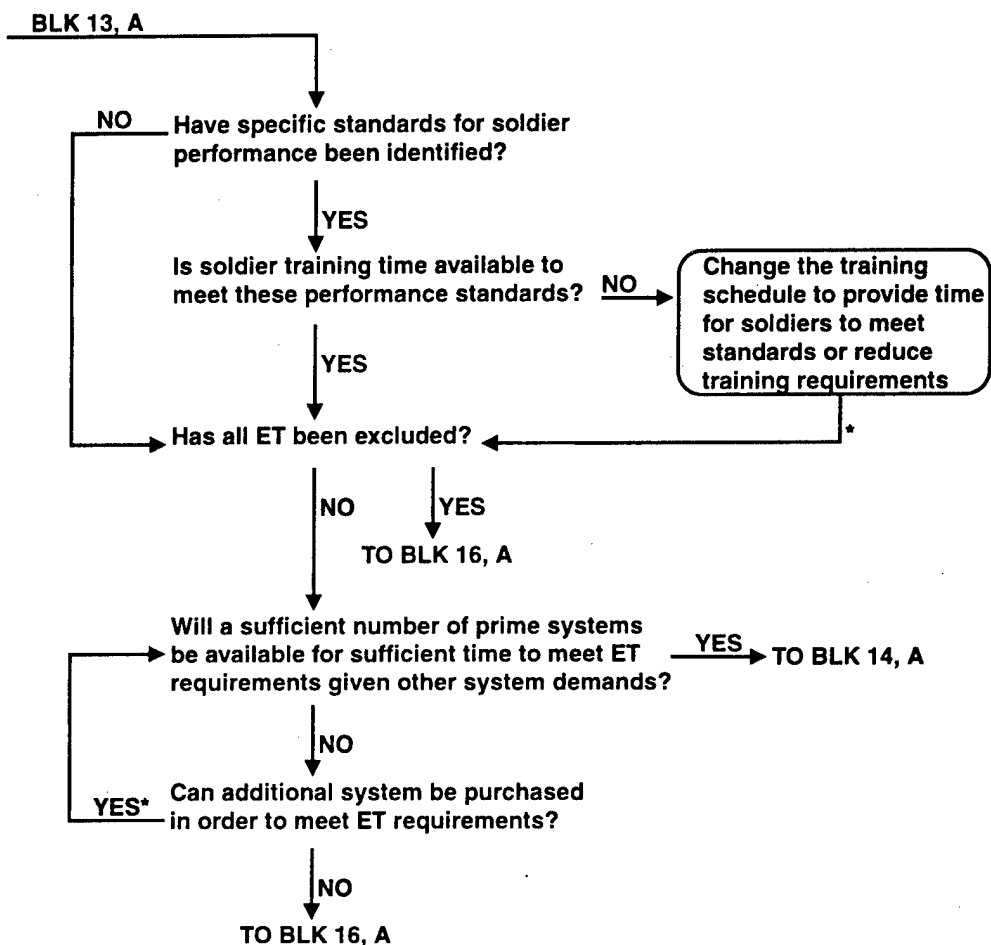 BLK 13, A
NO
Have specific standards for soldier
performance been identified?
YES
Is soldier training time available to
meet these performance standards?
NO
Change the training
schedule to provide time
for soldiers to meet
standards or reduce
training requirements
YES
*
Has all ET been excluded?
NO
YES
TO BLK 16, A
Will a sufficient number of prime systems
be available for sufficient time to meet ET
requirements given other system demands?
YES
TO BLK 14, A
NO
YES*
Can additional system be purchased
in order to meet ET requirements?
NO
TO BLK 16, A